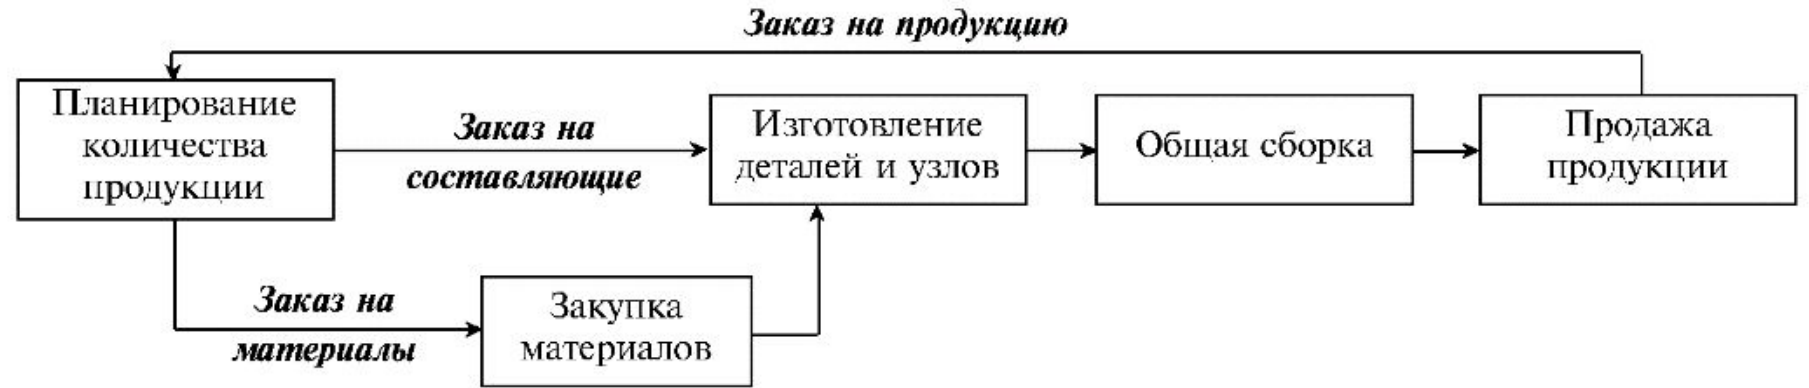 Заказ на продукцию
Планирование
количества
продукции
Заказ на
составляющие
Изготовление
деталей и узлов
Общая сборка
Продажа
продукции
Заказ на
материалы
Закупка
материалов